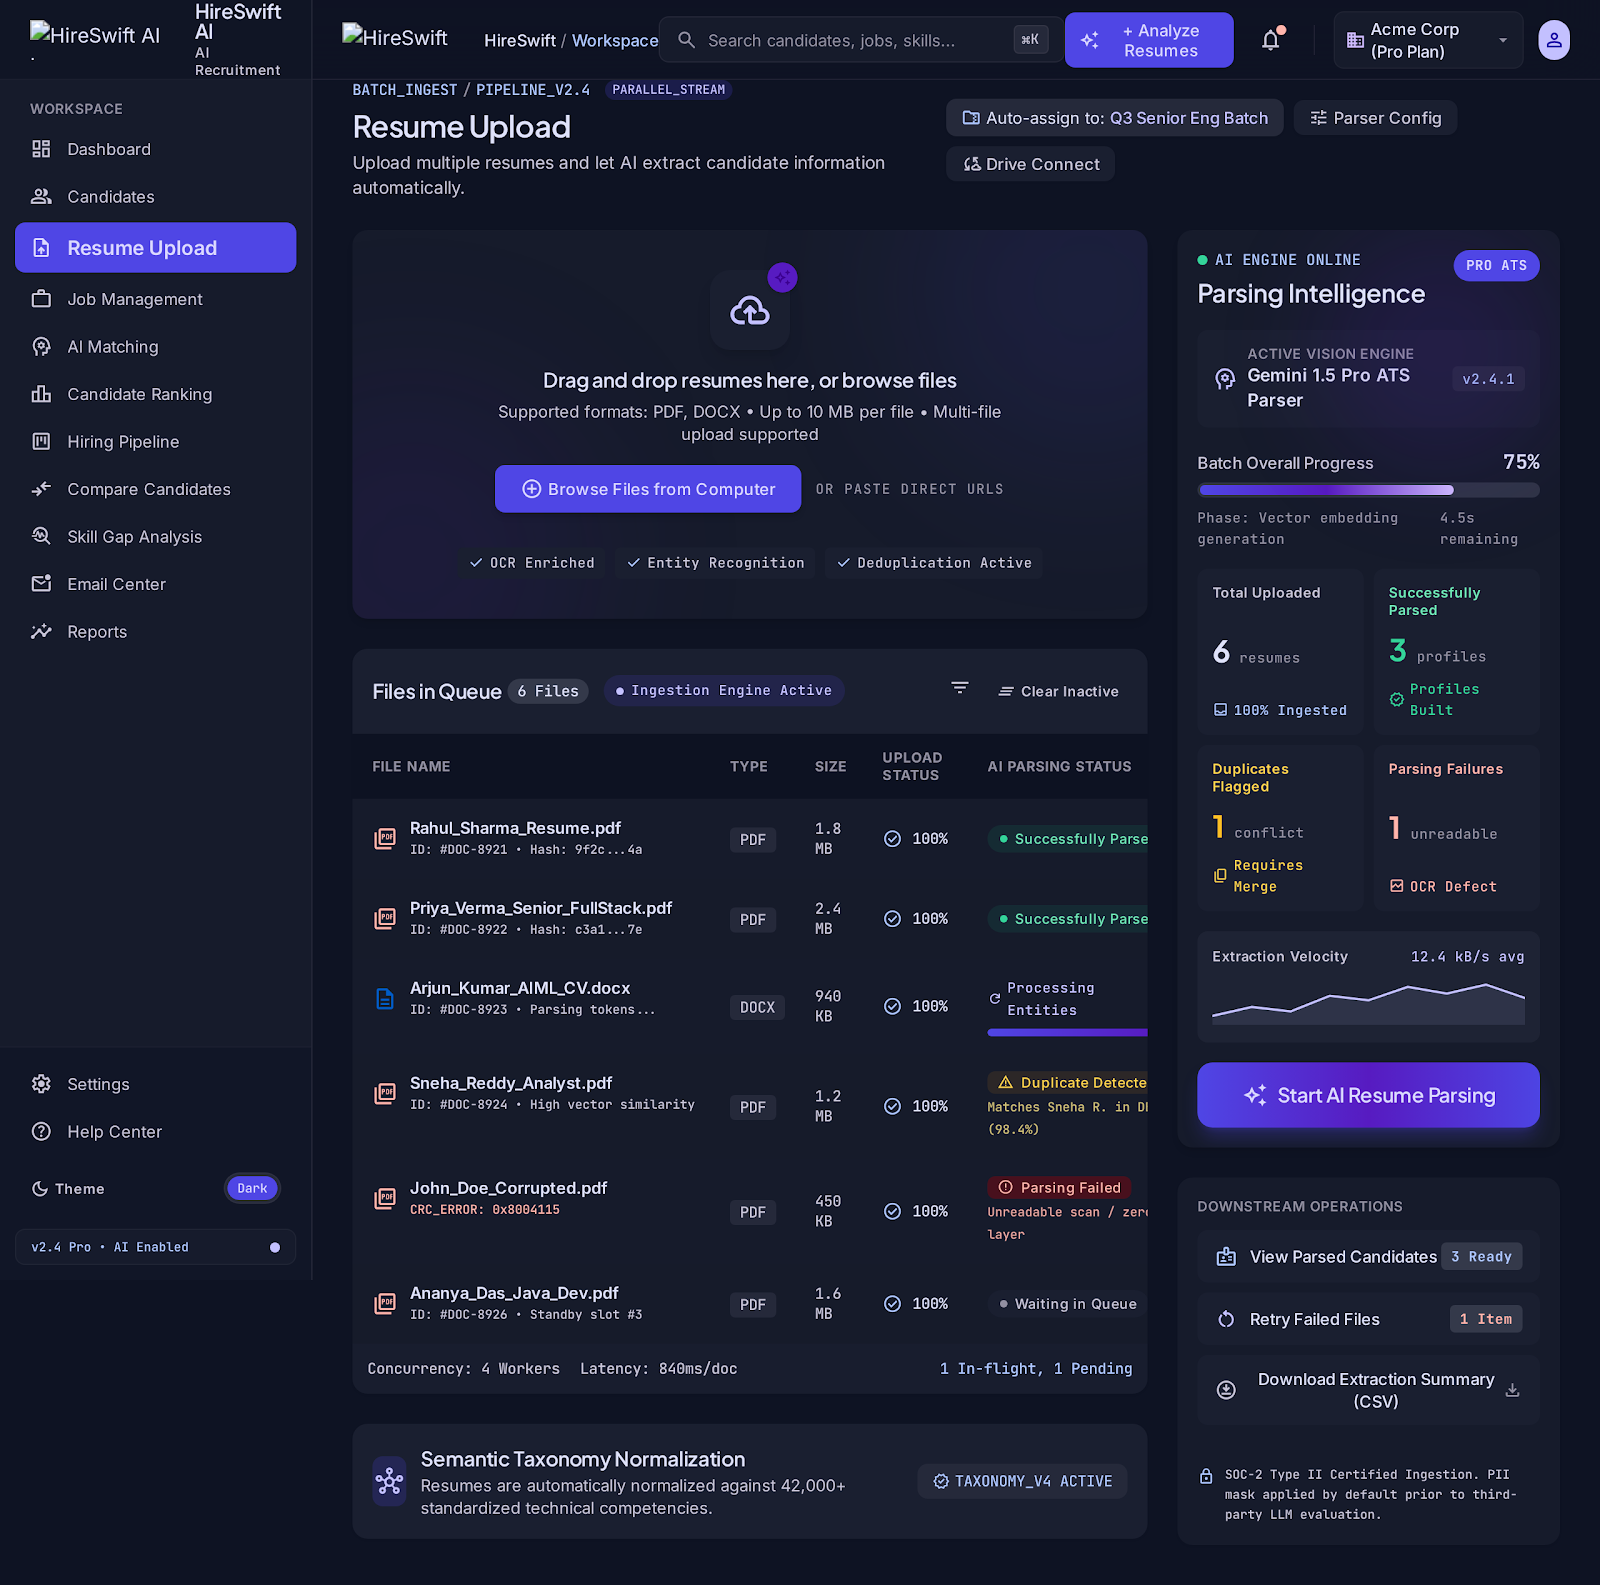 HireSwift AI
.
HireSwift
AI
AI
Recruitment
WORKSPACE
Dashboard
Candidates
Resume Upload
Job Management
AI Matching
Candidate Ranking
Hiring Pipeline
Compare Candidates
Skill Gap Analysis
Email Center
Reports
Settings
Help Center
Theme
Dark
v2.4 Pro • AI Enabled
HireSwift
HireSwift / Workspace
Search candidates, jobs, skills...
⌘K
+ Analyze
Resumes
Acme Corp
(Pro Plan)
BATCH_INGEST / PIPELINE_V2.4 PARALLEL_STREAM
Resume Upload
Upload multiple resumes and let AI extract candidate information
automatically.
Auto-assign to: Q3 Senior Eng Batch
Parser Config
Drive Connect
Drag and drop resumes here, or browse files
Supported formats: PDF, DOCX • Up to 10 MB per file • Multi-file
upload supported
Browse Files from Computer
OR PASTE DIRECT URLS
OCR Enriched
Entity Recognition
Deduplication Active
Files in Queue 6 Files
Ingestion Engine Active
Clear Inactive
FILE NAME TYPE SIZE UPLOAD STATUS AI PARSING STATUS
Rahul_Sharma_Resume.pdf
ID: #DOC-8921 • Hash: 9f2c...4a
PDF
1.8
MB
100%
Successfully Parse
Priya_Verma_Senior_FullStack.pdf
ID: #DOC-8922 • Hash: c3a1...7e
PDF
2.4
MB
100%
Successfully Parse
Arjun_Kumar_AIML_CV.docx
ID: #DOC-8923 • Parsing tokens...
DOCX
940
KB
100%
Processing
Entities
Sneha_Reddy_Analyst.pdf
ID: #DOC-8924 • High vector similarity
PDF
1.2
MB
100%
Duplicate Detecte
Matches Sneha R. in D
(98.4%)
John_Doe_Corrupted.pdf
CRC_ERROR: 0x8004115
PDF
450
KB
100%
Parsing Failed
Unreadable scan / zero
layer
Ananya_Das_Java_Dev.pdf
ID: #DOC-8926 • Standby slot #3
PDF
1.6
MB
100%
Waiting in Queue
Concurrency: 4 Workers Latency: 840ms/doc
1 In-flight, 1 Pending
Semantic Taxonomy Normalization
Resumes are automatically normalized against 42,000+
standardized technical competencies.
TAXONOMY_V4 ACTIVE
AI ENGINE ONLINE
PRO ATS
Parsing Intelligence
ACTIVE VISION ENGINE
Gemini 1.5 Pro ATS
Parser
v2.4.1
Batch Overall Progress 75%
Phase: Vector embedding
generation
4.5s
remaining
Total Uploaded
6 resumes
100% Ingested
Successfully
Parsed
3 profiles
Profiles
Built
Duplicates
Flagged
1 conflict
Requires
Merge
Parsing Failures
1 unreadable
OCR Defect
Extraction Velocity 12.4 kB/s avg
Start AI Resume Parsing
DOWNSTREAM OPERATIONS
View Parsed Candidates 3 Ready
Retry Failed Files 1 Item
Download Extraction Summary
(CSV)
SOC-2 Type II Certified Ingestion. PII
mask applied by default prior to third-
party LLM evaluation.